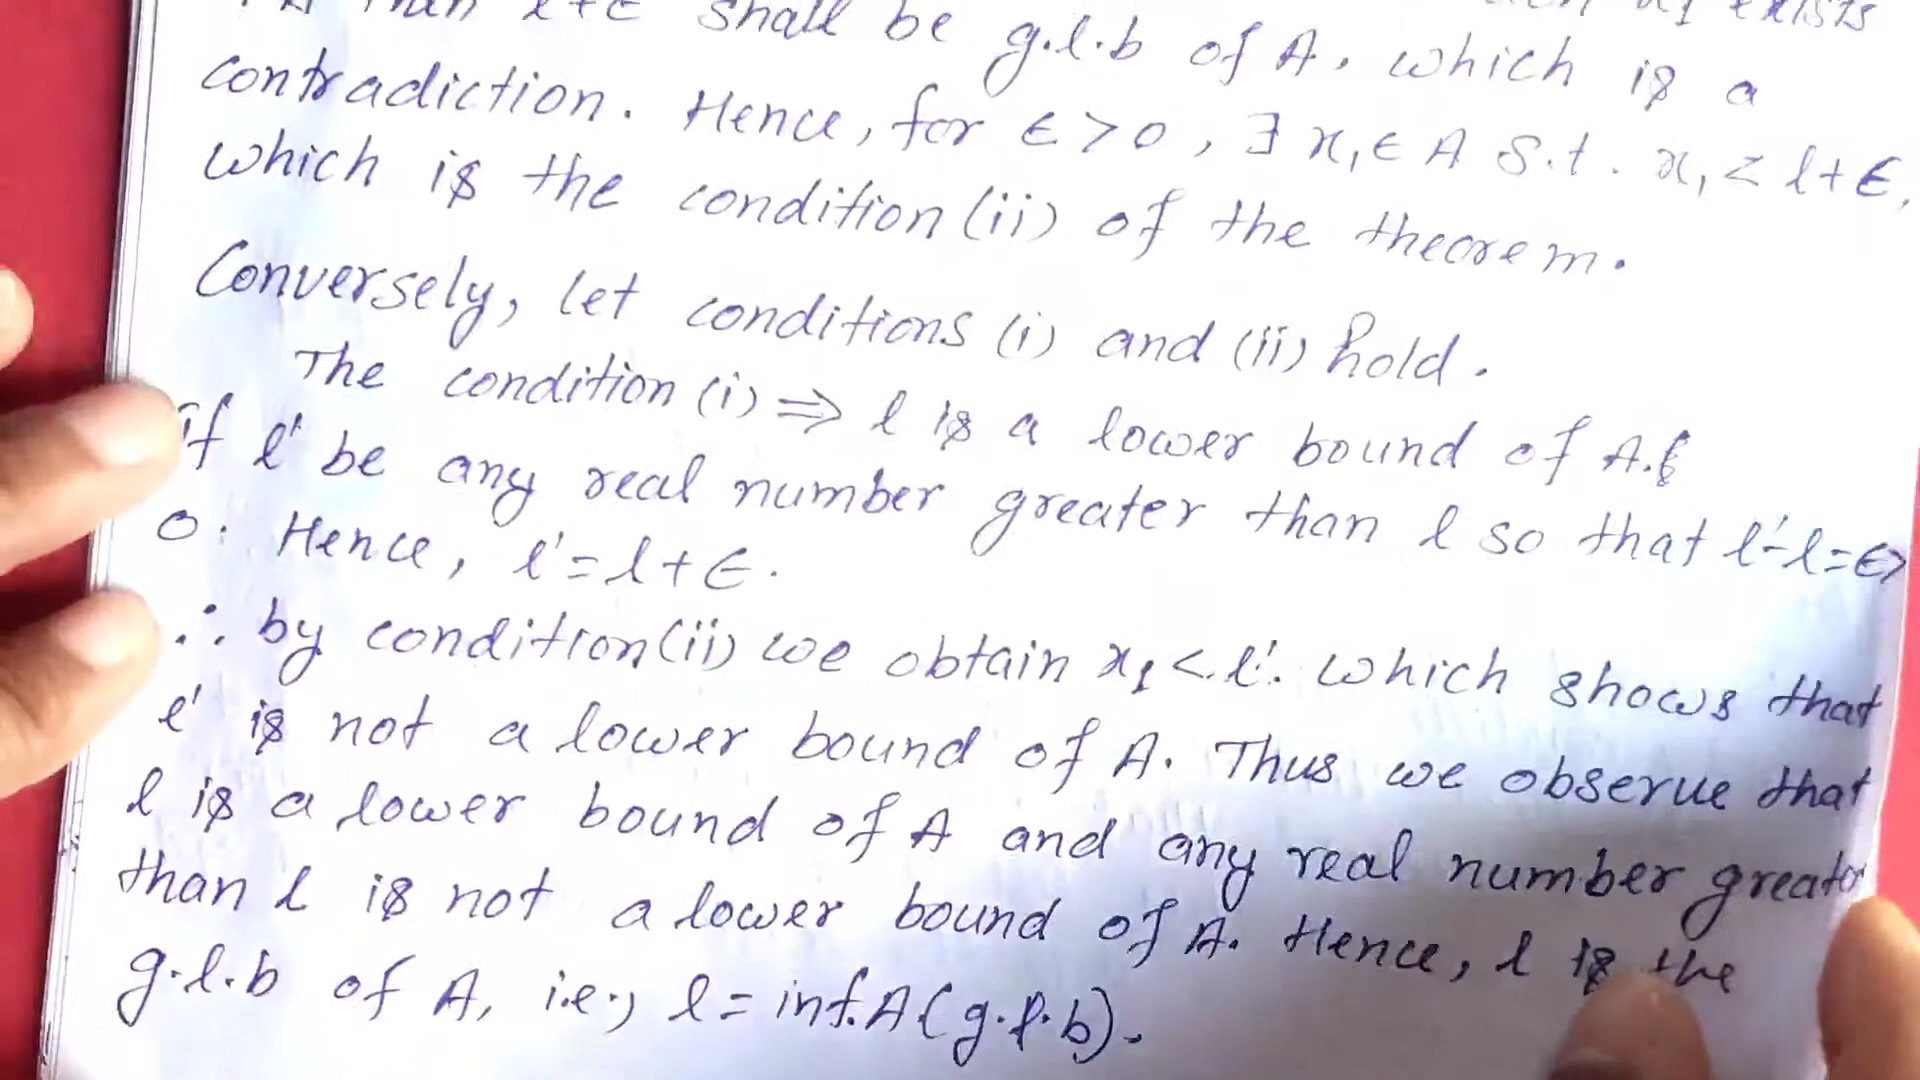 then l+ε shall be g.l.b of A. which is a
contradiction. Hence, for ε>0, ∃ x₁∈A s.t. x₁<l+ε,
which is the condition (ii) of the theorem.
Conversely, let conditions (i) and (ii) hold.
The condition (i) ⇒ l is a lower bound of A.
If l' be any real number greater than l so that l'-l=ε>
0. Hence, l'=l+ε.
∴ by condition (ii) we obtain x₁<l'. which shows that
l' is not a lower bound of A. Thus we observe that
l is a lower bound of A and any real number greater
than l is not a lower bound of A. Hence, l is the
g.l.b of A, i.e., l=inf.A(g.l.b).